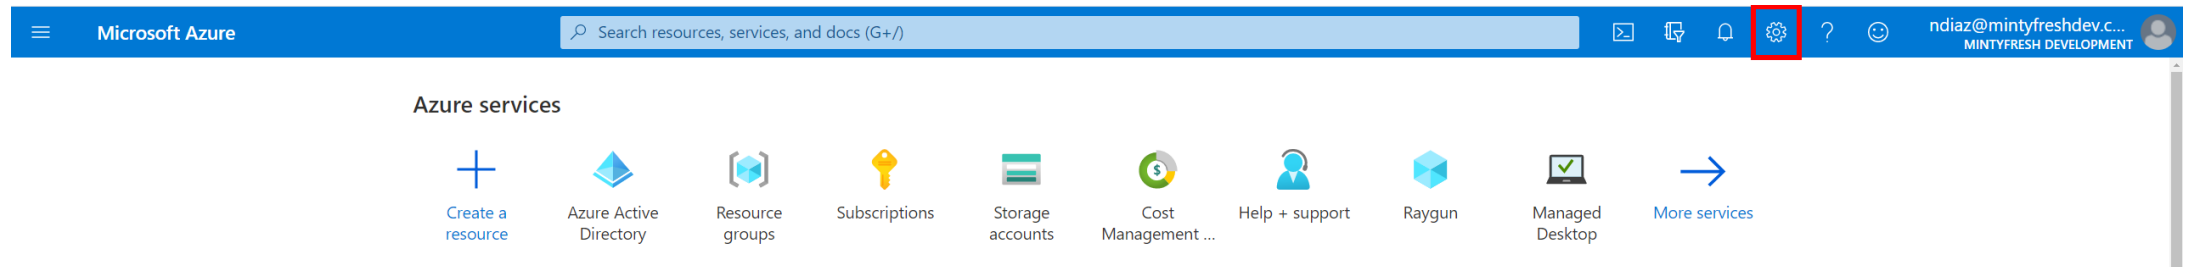 Microsoft Azure
Search resources, services, and docs (G+/)
ndiaz@mintyfreshdev.c...
MINTYFRESH DEVELOPMENT
Azure services
Create a
resource
Azure Active
Directory
Resource
groups
Subscriptions
Storage
accounts
Cost
Management ...
Help + support
Raygun
Managed
Desktop
More services